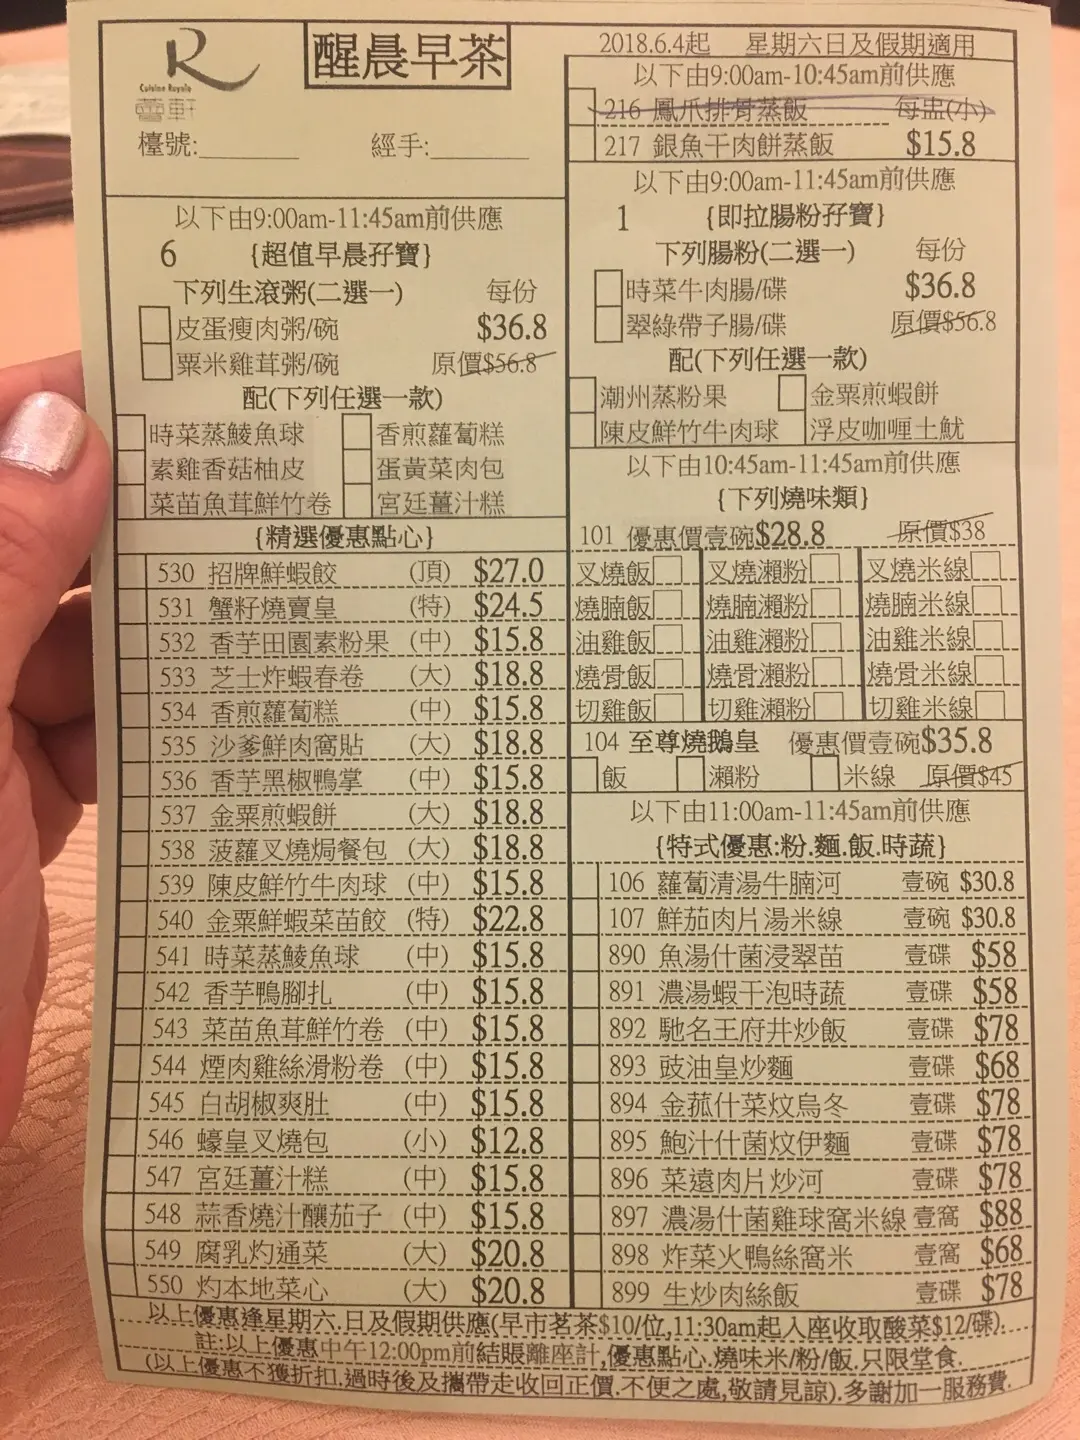 R
Cuisine Royale
薈軒
醒晨早茶
檯號:________ 經手:________
以下由9:00am-11:45am前供應
6 {超值早晨孖寶}
下列生滾粥(二選一) 每份
皮蛋瘦肉粥/碗 $36.8
粟米雞茸粥/碗 原價$56.8
配(下列任選一款)
時菜蒸鯪魚球 香煎蘿蔔糕
素雞香菇柚皮 蛋黃菜肉包
菜苗魚茸鮮竹卷 宮廷薑汁糕
{精選優惠點心}
530 招牌鮮蝦餃 (頂) $27.0
531 蟹籽燒賣皇 (特) $24.5
532 香芋田園素粉果 (中) $15.8
533 芝士炸蝦春卷 (大) $18.8
534 香煎蘿蔔糕 (中) $15.8
535 沙爹鮮肉窩貼 (大) $18.8
536 香芋黑椒鴨掌 (中) $15.8
537 金粟煎蝦餅 (大) $18.8
538 菠蘿叉燒焗餐包 (大) $18.8
539 陳皮鮮竹牛肉球 (中) $15.8
540 金粟鮮蝦菜苗餃 (特) $22.8
541 時菜蒸鯪魚球 (中) $15.8
542 香芋鴨腳扎 (中) $15.8
543 菜苗魚茸鮮竹卷 (中) $15.8
544 煙肉雞絲滑粉卷 (中) $15.8
545 白胡椒爽肚 (中) $15.8
546 蠔皇叉燒包 (小) $12.8
547 宮廷薑汁糕 (中) $15.8
548 蒜香燒汁釀茄子 (中) $15.8
549 腐乳灼通菜 (大) $20.8
550 灼本地菜心 (大) $20.8
2018.6.4起 星期六日及假期適用
以下由9:00am-10:45am前供應
216 鳳爪排骨蒸飯 每盅(小)
217 銀魚干肉餅蒸飯 $15.8
以下由9:00am-11:45am前供應
1 {即拉腸粉孖寶}
下列腸粉(二選一) 每份
時菜牛肉腸/碟 $36.8
翠綠帶子腸/碟 原價$56.8
配(下列任選一款)
潮州蒸粉果 金粟煎蝦餅
陳皮鮮竹牛肉球 浮皮咖喱土魷
以下由10:45am-11:45am前供應
{下列燒味類}
101 優惠價壹碗$28.8 原價$38
叉燒飯 叉燒瀨粉 叉燒米線
燒腩飯 燒腩瀨粉 燒腩米線
油雞飯 油雞瀨粉 油雞米線
燒骨飯 燒骨瀨粉 燒骨米線
切雞飯 切雞瀨粉 切雞米線
104 至尊燒鵝皇 優惠價壹碗$35.8
飯 瀨粉 米線 原價$45
以下由11:00am-11:45am前供應
{特式優惠:粉.麵.飯.時蔬}
106 蘿蔔清湯牛腩河 壹碗 $30.8
107 鮮茄肉片湯米線 壹碗 $30.8
890 魚湯什菌浸翠苗 壹碟 $58
891 濃湯蝦干泡時蔬 壹碟 $58
892 馳名王府井炒飯 壹碟 $78
893 豉油皇炒麵 壹碟 $68
894 金菰什菜炆烏冬 壹碟 $78
895 鮑汁什菌炆伊麵 壹碟 $78
896 菜遠肉片炒河 壹碟 $78
897 濃湯什菌雞球窩米線 壹窩 $88
898 炸菜火鴨絲窩米 壹窩 $68
899 生炒肉絲飯 壹碟 $78
以上優惠逢星期六.日及假期供應(早市茗茶$10/位,11:30am起入座收取酸菜$12/碟).
註:以上優惠中午12:00pm前結賬離座計,優惠點心.燒味米/粉/飯.只限堂食.
(以上優惠不獲折扣.過時後及攜帶走收回正價.不便之處,敬請見諒).多謝加一服務費.